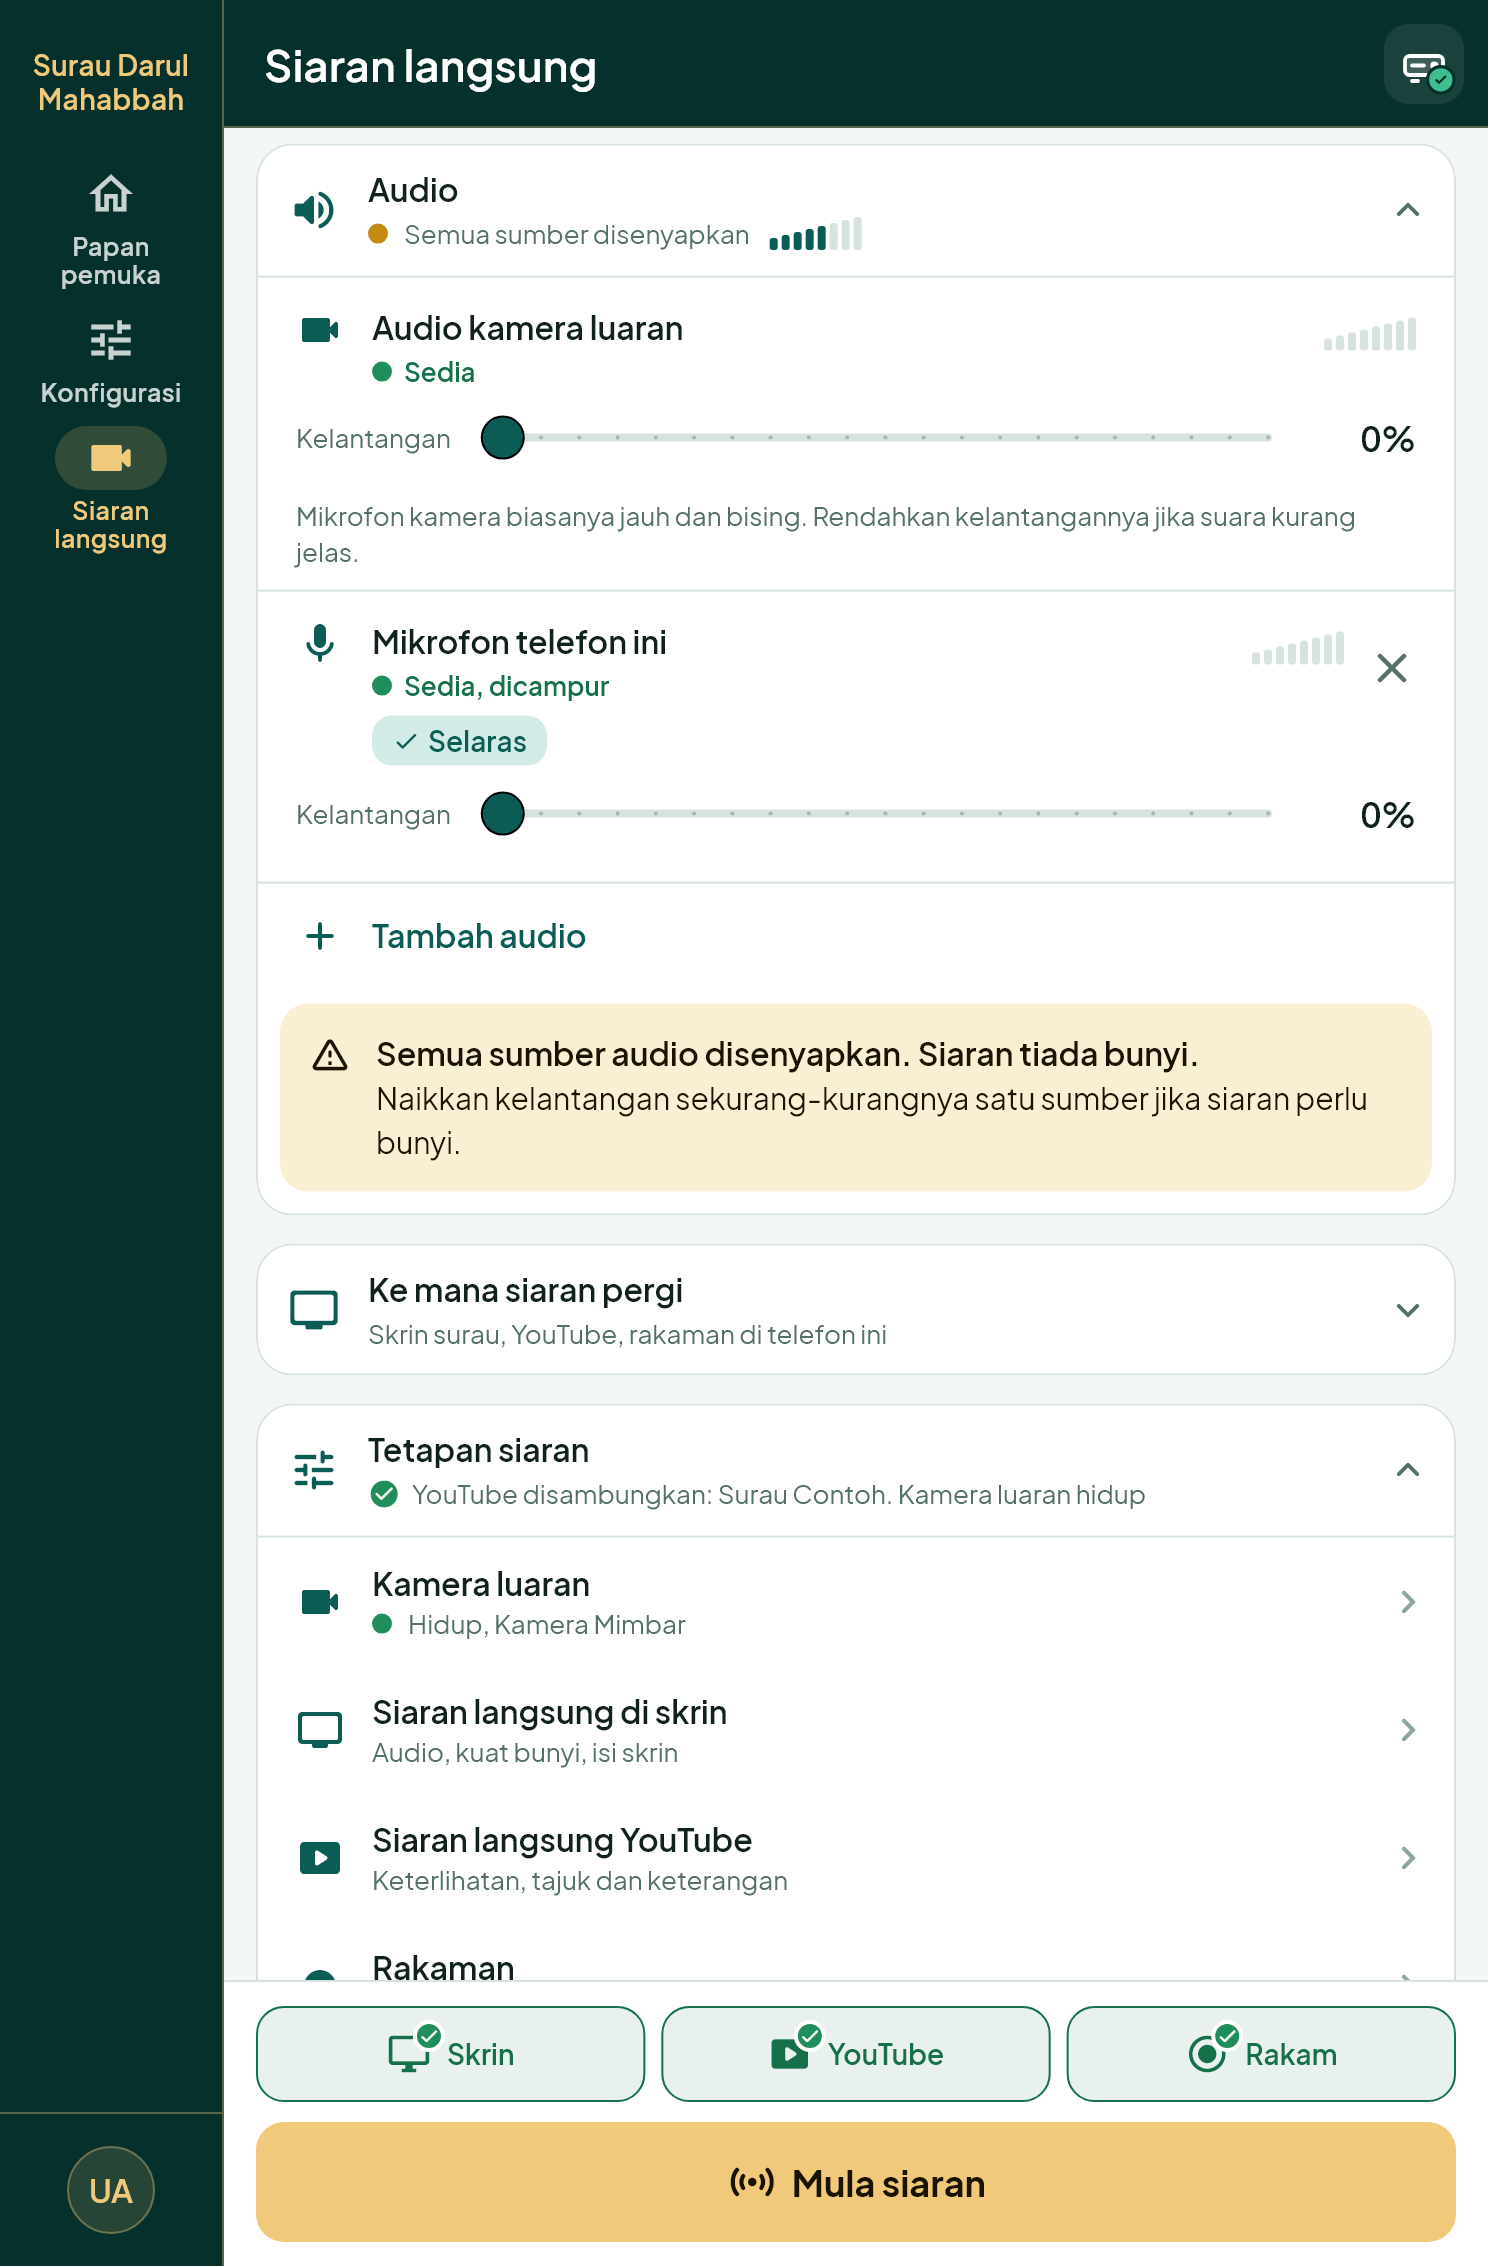 Surau Darul
Mahabbah
Papan
pemuka
Konfigurasi
Siaran
langsung
UA
Siaran langsung
Audio
Semua sumber disenyapkan
Audio kamera luaran
Sedia
Kelantangan
0%
Mikrofon kamera biasanya jauh dan bising. Rendahkan kelantangannya jika suara kurang
jelas.
Mikrofon telefon ini
Sedia, dicampur
Selaras
Kelantangan
0%
Tambah audio
Semua sumber audio disenyapkan. Siaran tiada bunyi.
Naikkan kelantangan sekurang-kurangnya satu sumber jika siaran perlu
bunyi.
Ke mana siaran pergi
Skrin surau, YouTube, rakaman di telefon ini
Tetapan siaran
YouTube disambungkan: Surau Contoh. Kamera luaran hidup
Kamera luaran
Hidup, Kamera Mimbar
Siaran langsung di skrin
Audio, kuat bunyi, isi skrin
Siaran langsung YouTube
Keterlihatan, tajuk dan keterangan
Rakaman
Skrin
YouTube
Rakam
Mula siaran